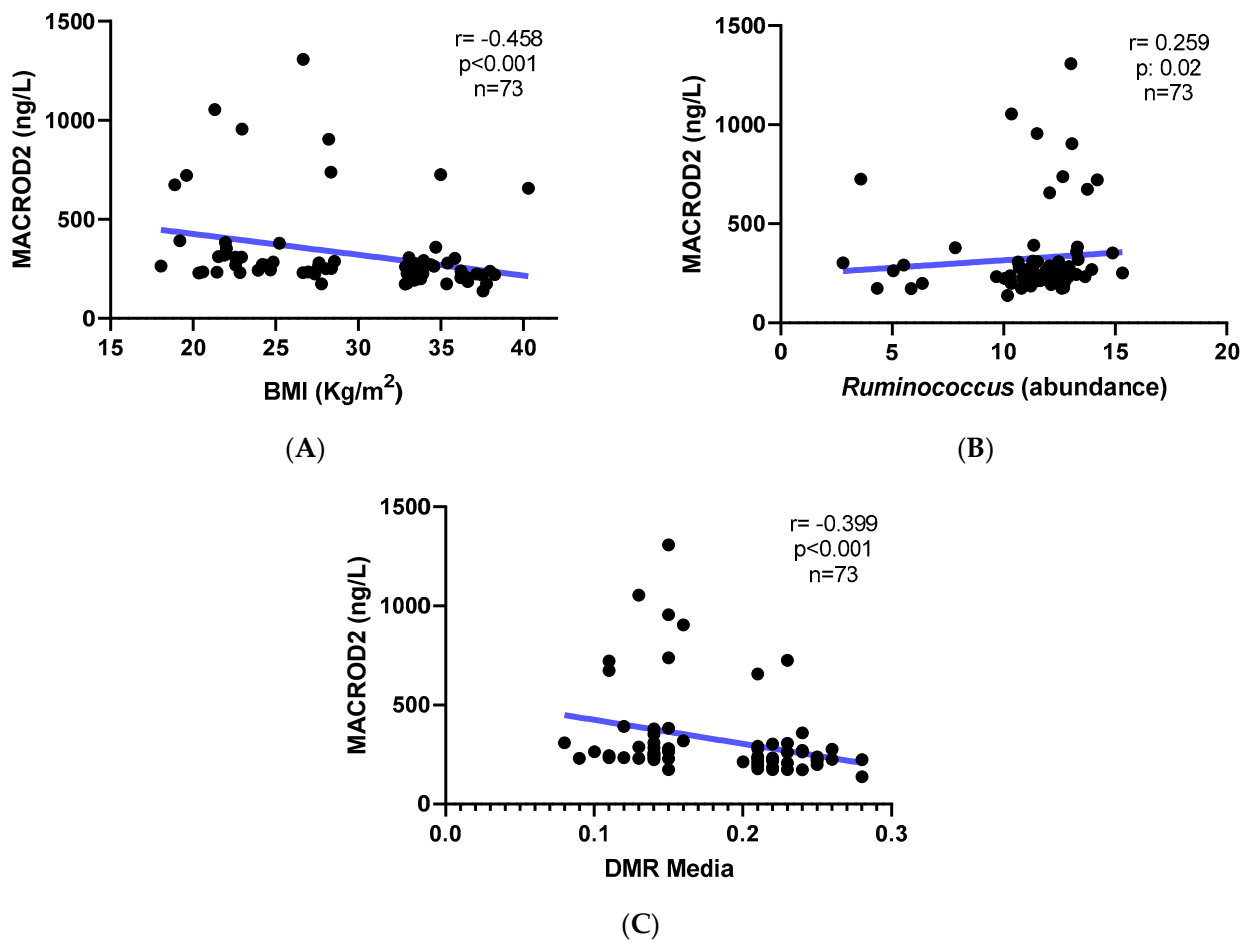 MACROD2 (ng/L)
1500
1000
500
0
r= -0.458
p<0.001
n=73
15 20 25 30 35 40
BMI (Kg/m²)
(A)
MACROD2 (ng/L)
1500
1000
500
0
r= 0.259
p: 0.02
n=73
0 5 10 15 20
Ruminococcus (abundance)
(B)
MACROD2 (ng/L)
1500
1000
500
0
r= -0.399
p<0.001
n=73
0.0 0.1 0.2 0.3
DMR Media
(C)